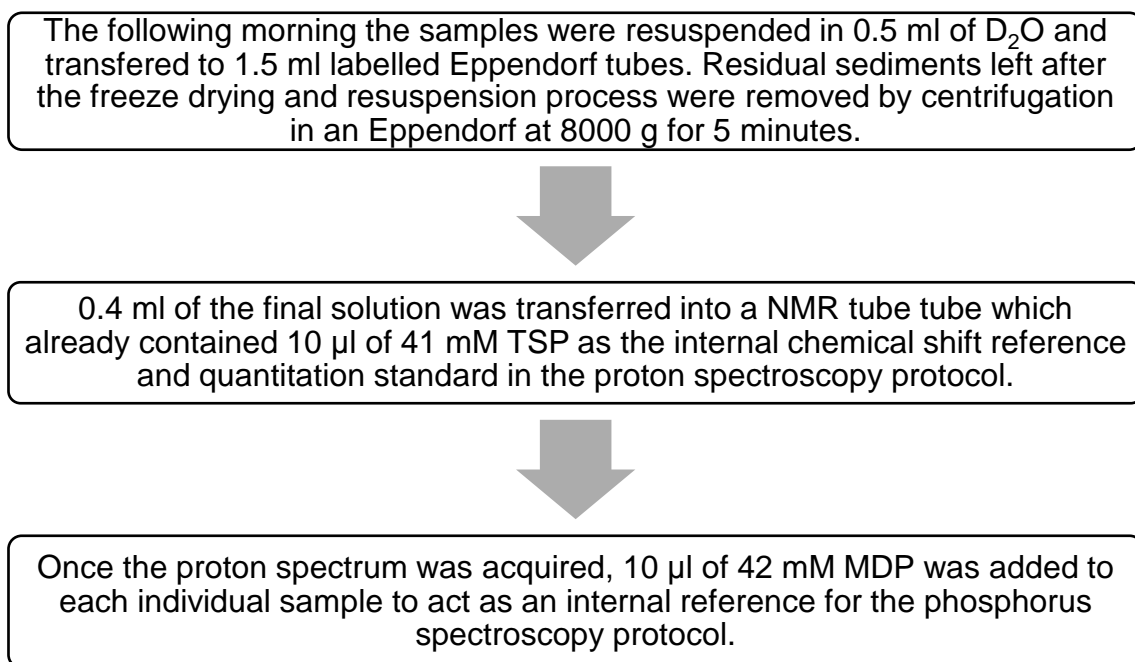 The following morning the samples were resuspended in 0.5 ml of D₂O and
transfered to 1.5 ml labelled Eppendorf tubes. Residual sediments left after
the freeze drying and resuspension process were removed by centrifugation
in an Eppendorf at 8000 g for 5 minutes.
0.4 ml of the final solution was transferred into a NMR tube tube which
already contained 10 µl of 41 mM TSP as the internal chemical shift reference
and quantitation standard in the proton spectroscopy protocol.
Once the proton spectrum was acquired, 10 µl of 42 mM MDP was added to
each individual sample to act as an internal reference for the phosphorus
spectroscopy protocol.